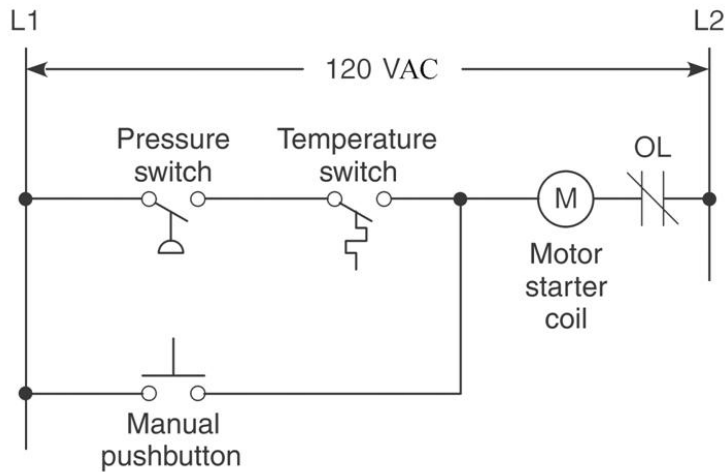 L1
L2
120 VAC
Pressure
switch
Temperature
switch
OL
M
Motor
starter
coil
Manual
pushbutton